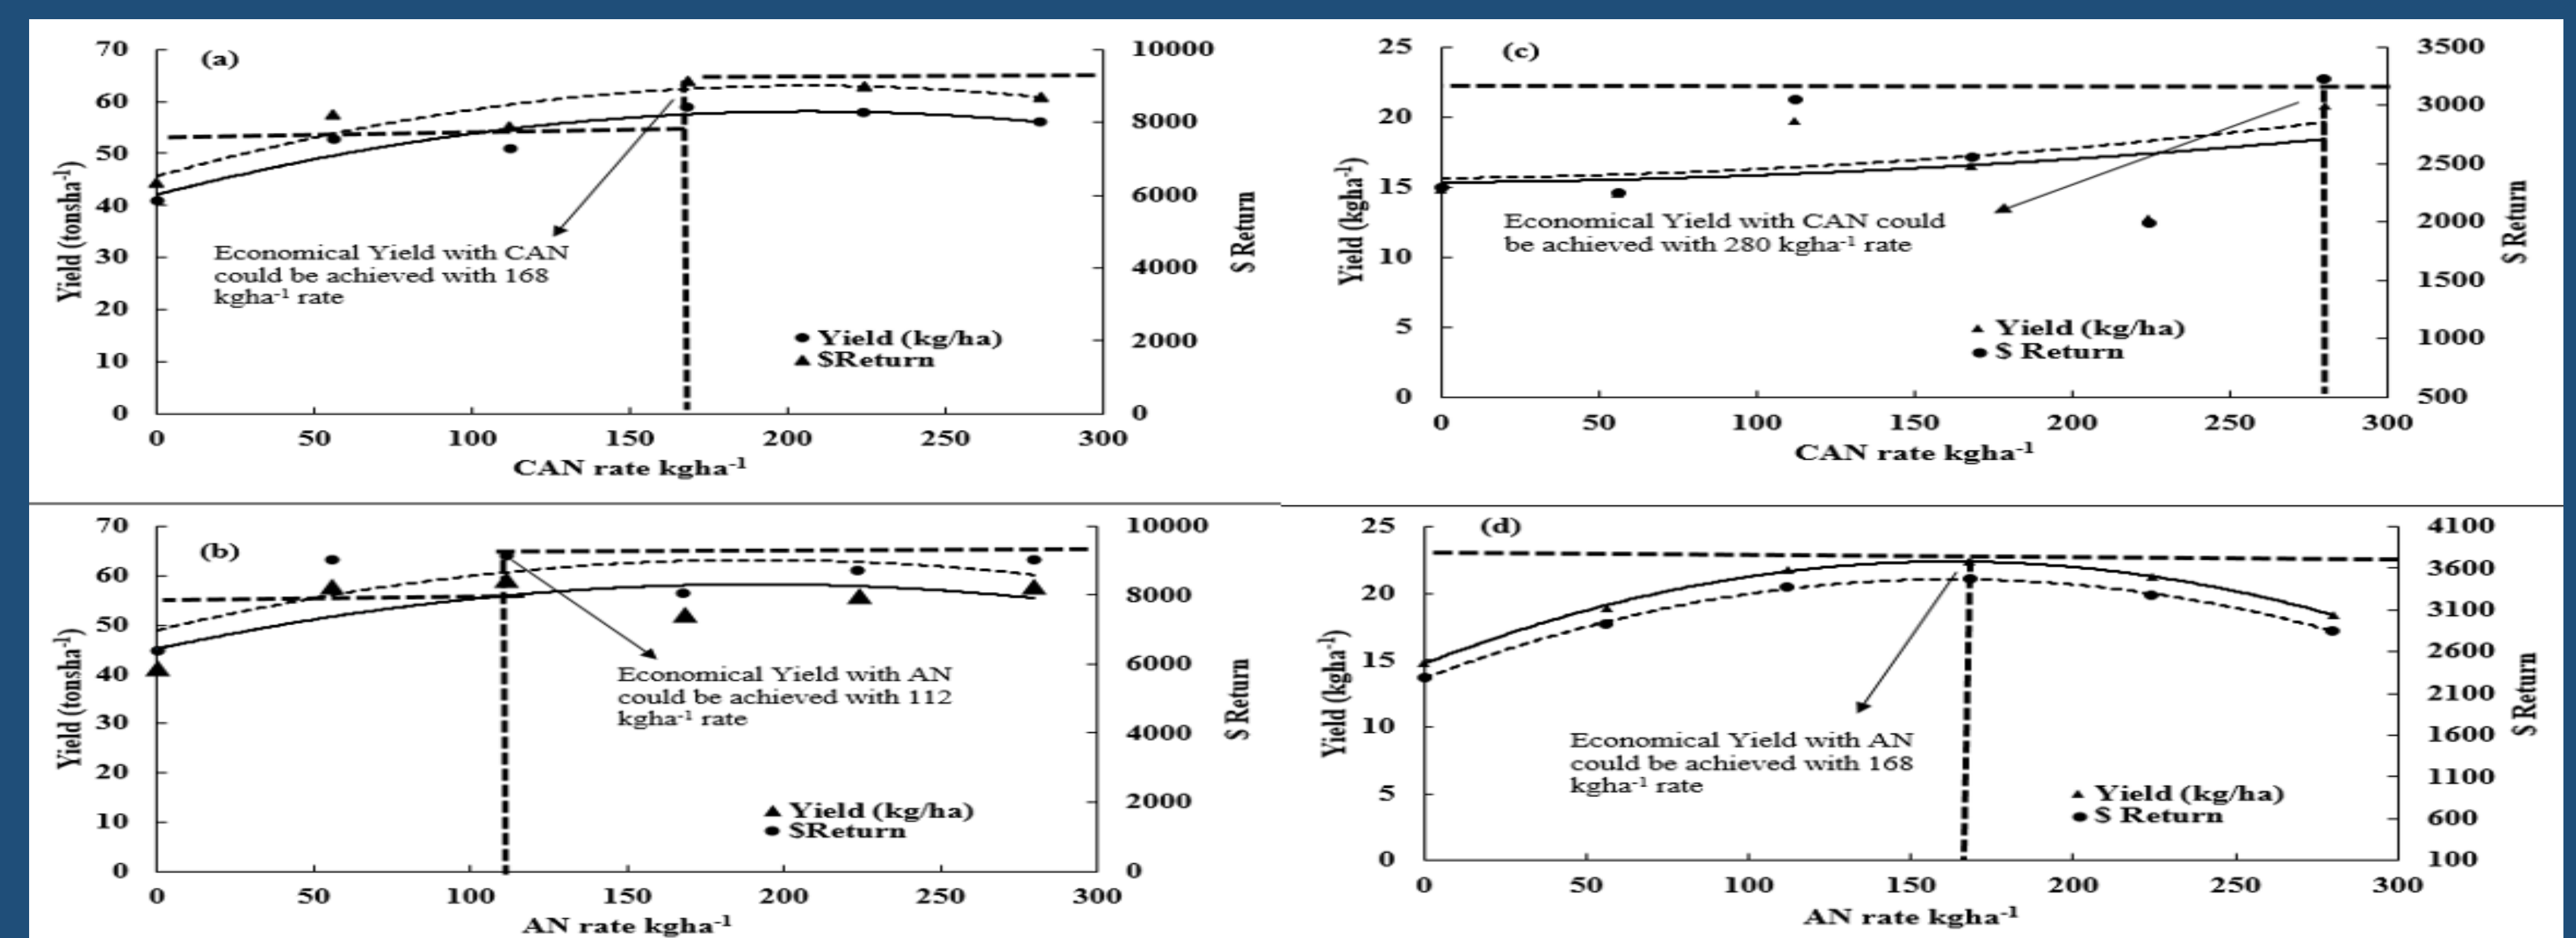 (a)
70
60
50
40
30
20
10
0
Yield (tonsha⁻¹)
10000
8000
6000
4000
2000
0
$ Return
Economical Yield with CAN
could be achieved with 168
kgha⁻¹ rate
Yield (kg/ha)
$Return
0 50 100 150 200 250 300
CAN rate kgha⁻¹
(c)
25
20
15
10
5
0
Yield (kgha⁻¹)
3500
3000
2500
2000
1500
1000
500
$ Return
Economical Yield with CAN could
be achieved with 280 kgha⁻¹ rate
Yield (kg/ha)
$ Return
0 50 100 150 200 250 300
CAN rate kgha⁻¹
(b)
70
60
50
40
30
20
10
0
Yield (tonsha⁻¹)
10000
8000
6000
4000
2000
0
$ Return
Economical Yield with AN
could be achieved with 112
kgha⁻¹ rate
Yield (kg/ha)
$Return
0 50 100 150 200 250 300
AN rate kgha⁻¹
(d)
25
20
15
10
5
0
Yield (kgha⁻¹)
4100
3600
3100
2600
2100
1600
1100
600
100
$ Return
Economical Yield with AN
could be achieved with 168
kgha⁻¹ rate
Yield (kg/ha)
$ Return
0 50 100 150 200 250 300
AN rate kgha⁻¹